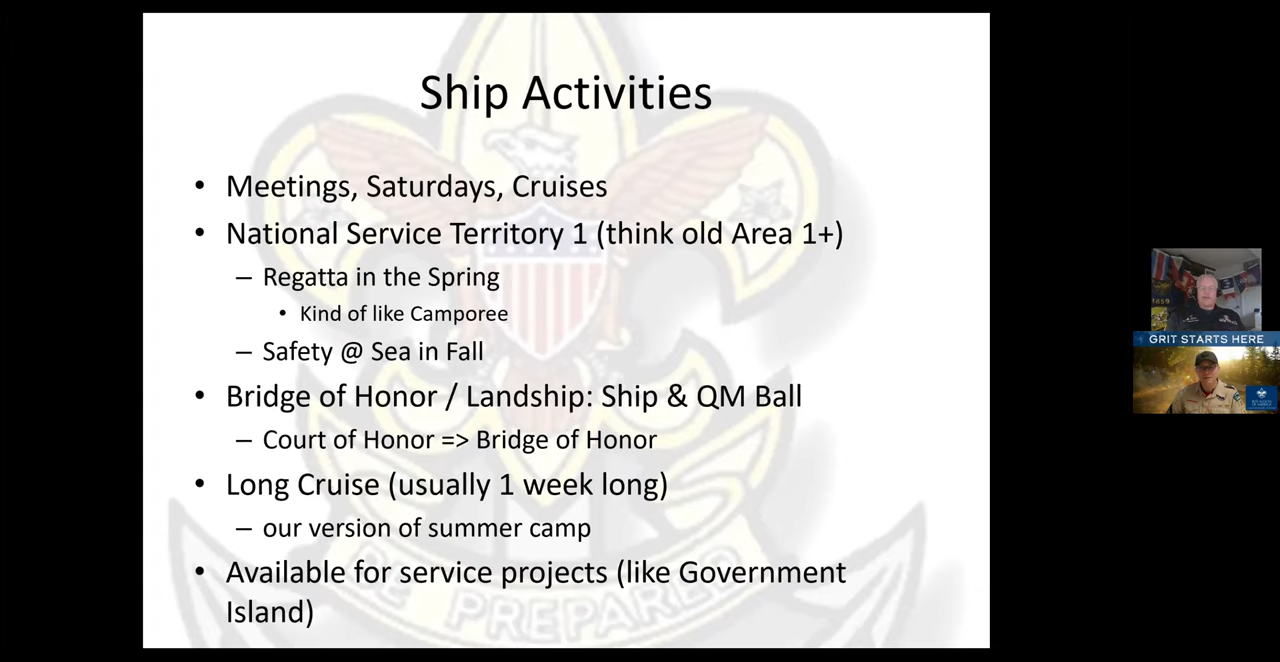 Ship Activities
• Meetings, Saturdays, Cruises
• National Service Territory 1 (think old Area 1+)
– Regatta in the Spring
• Kind of like Camporee
– Safety @ Sea in Fall
• Bridge of Honor / Landship: Ship & QM Ball
– Court of Honor => Bridge of Honor
• Long Cruise (usually 1 week long)
– our version of summer camp
• Available for service projects (like Government
Island)
BE PREPARED
GRIT STARTS HERE